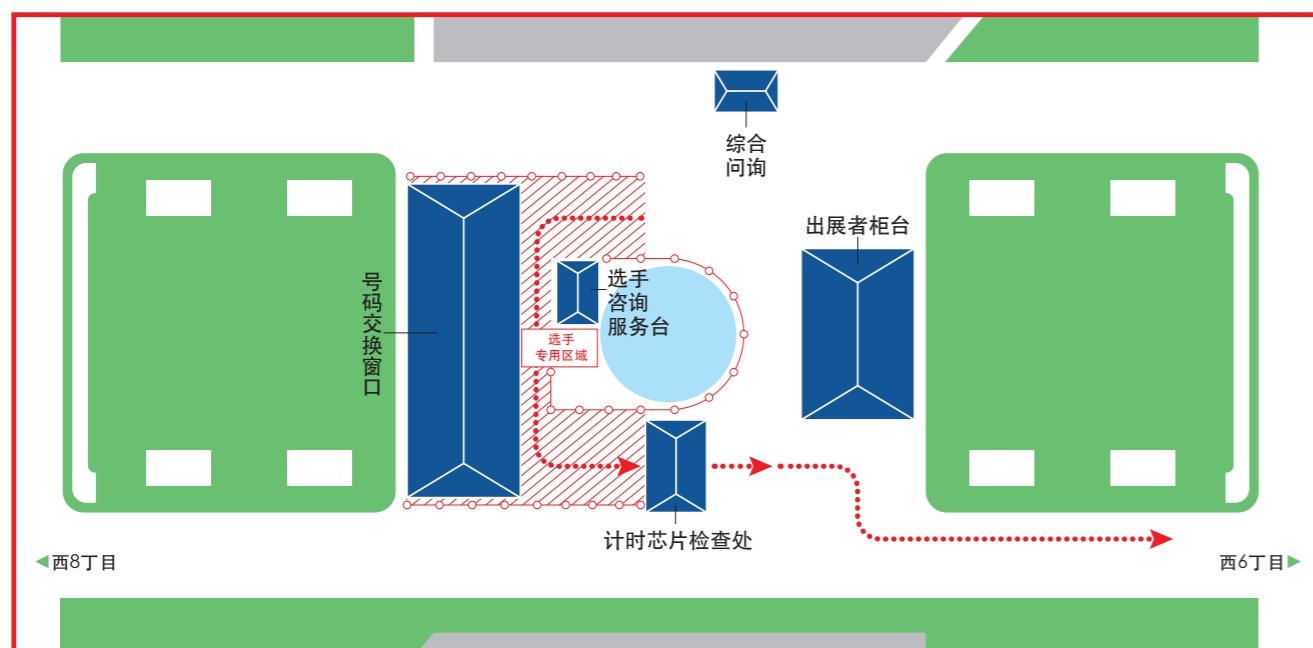 综合
问询
出展者柜台
号码交换窗口
选手
咨询
服务台
选手
专用区域
计时芯片检查处
西8丁目
西6丁目